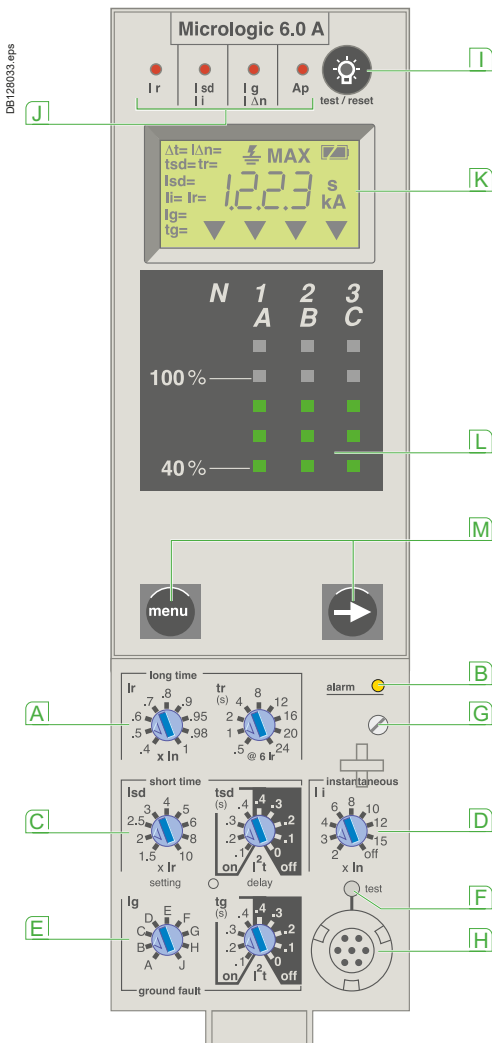 DB128033.eps
Micrologic 6.0 A
I r
I sd
I i
I g
I Δn
Ap
test / reset
I
J
Δt= IΔn=
tsd= tr=
Isd=
Ii= Ir=
Ig=
tg=
MAX
1.2.2.3
s
kA
K
N 1 2 3
A B C
100 %
40 %
L
M
menu
long time
alarm
B
A
Ir
.4 .5 .6 .7 .8 .9 .95 .98 1
x In
tr
(s)
.5 1 2 4 8 12 16 20 24
@ 6 Ir
G
short time
instantaneous
C
Isd
1.5 2 2.5 3 4 5 6 8 10
x Ir
tsd
(s)
.1 .2 .3 .4 .4 .3 .2 .1 0
on I²t off
I i
2 3 4 6 8 10 12 15 off
x In
D
setting
delay
test
F
E
Ig
A B C D E F G H J
tg
(s)
.1 .2 .3 .4 .4 .3 .2 .1 0
on I²t off
H
ground fault